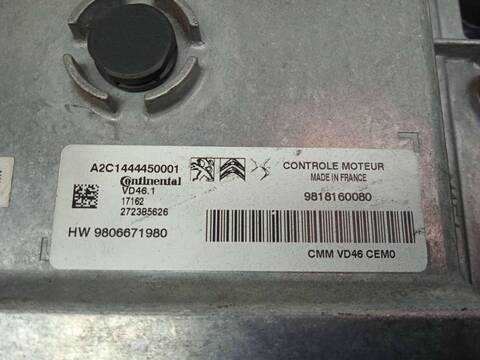 A2C1444450001
Continental
VD46.1
17162
272385626
HW 9806671980
CONTROLE MOTEUR
MADE IN FRANCE
9818160080
CMM VD46 CEM0